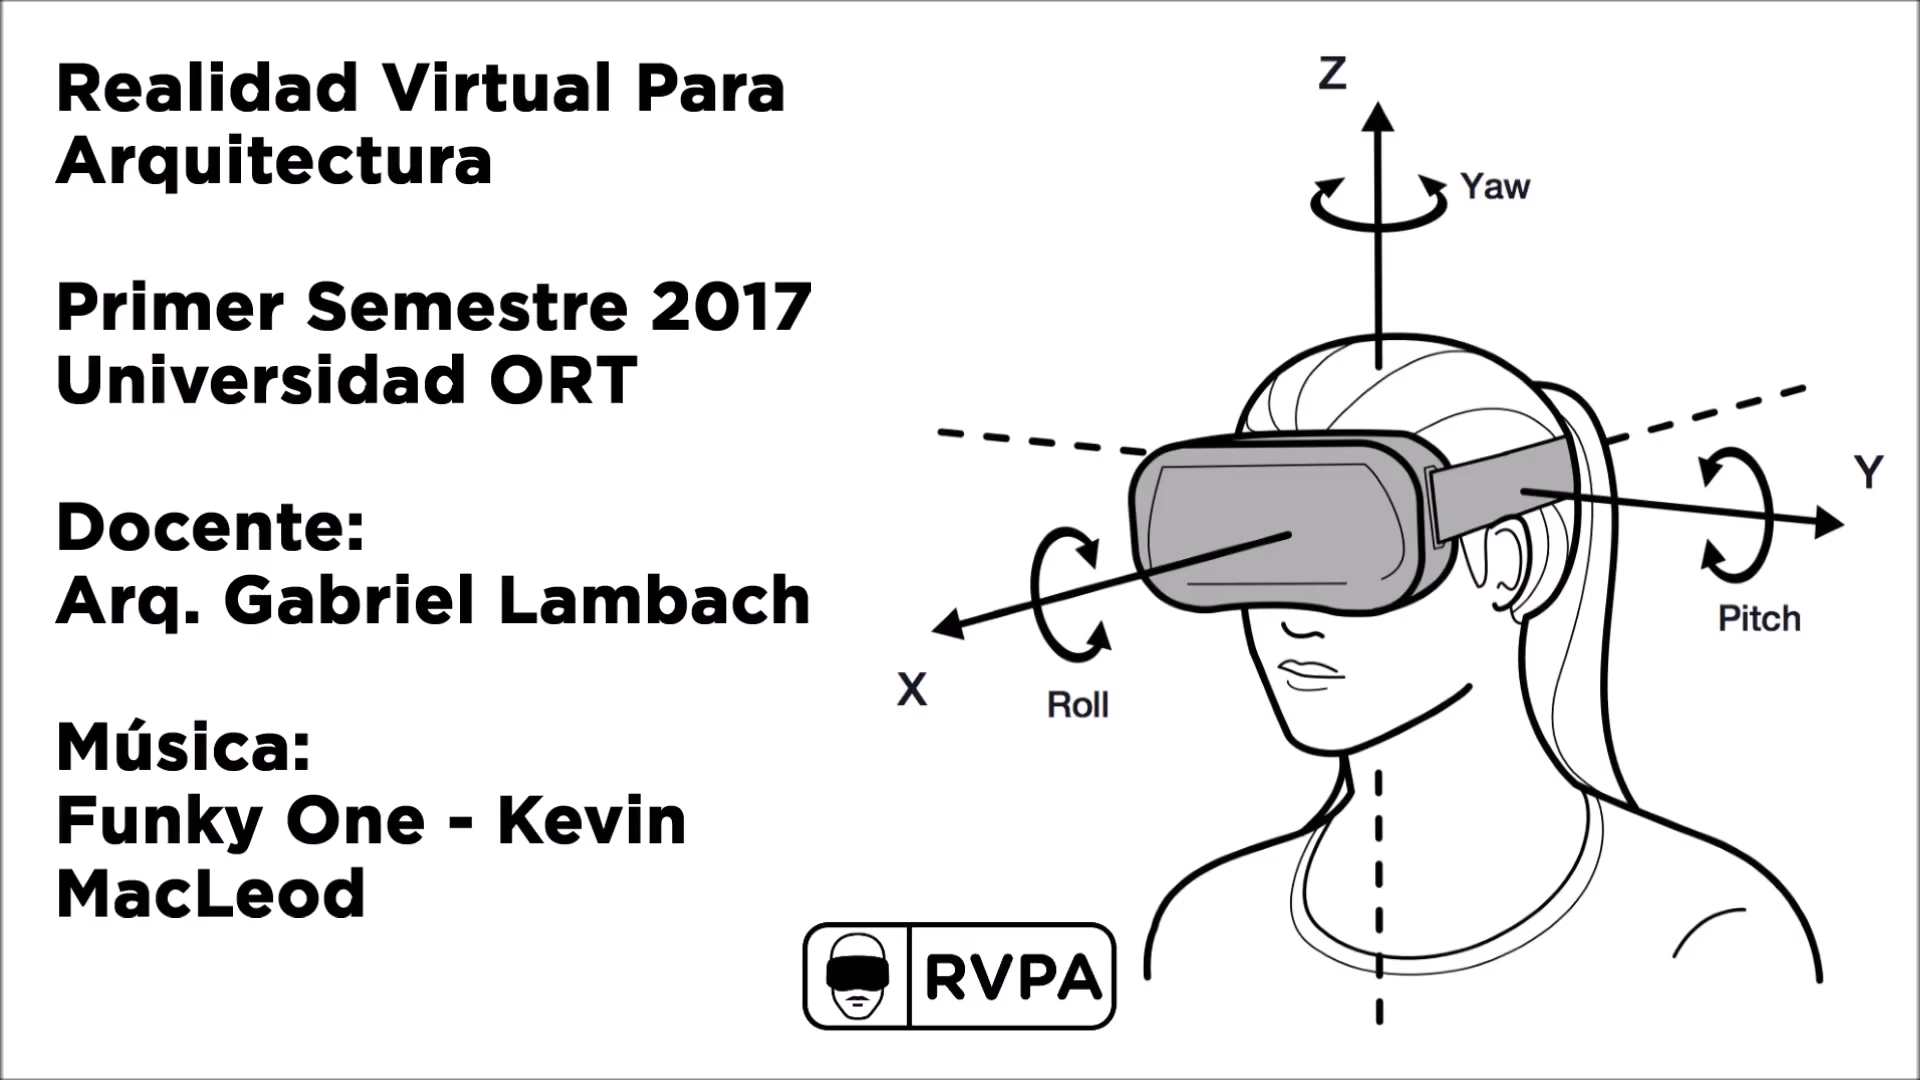 Realidad Virtual Para
Arquitectura
Primer Semestre 2017
Universidad ORT
Docente:
Arq. Gabriel Lambach
Música:
Funky One - Kevin
MacLeod
Z
Yaw
Y
Pitch
X
Roll
RVPA